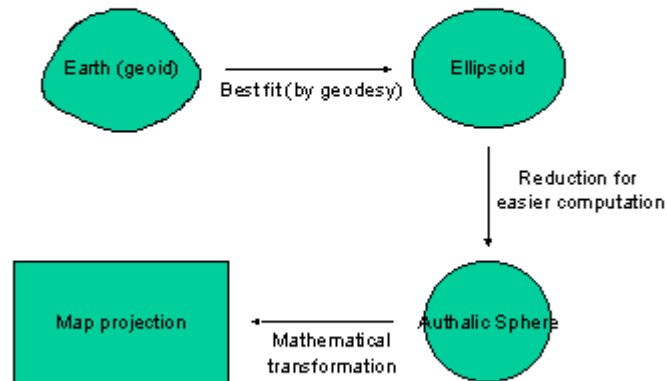 Earth (geoid)
Best fit (by geodesy)
Ellipsoid
Reduction for
easier computation
Authalic Sphere
Mathematical
transformation
Map projection